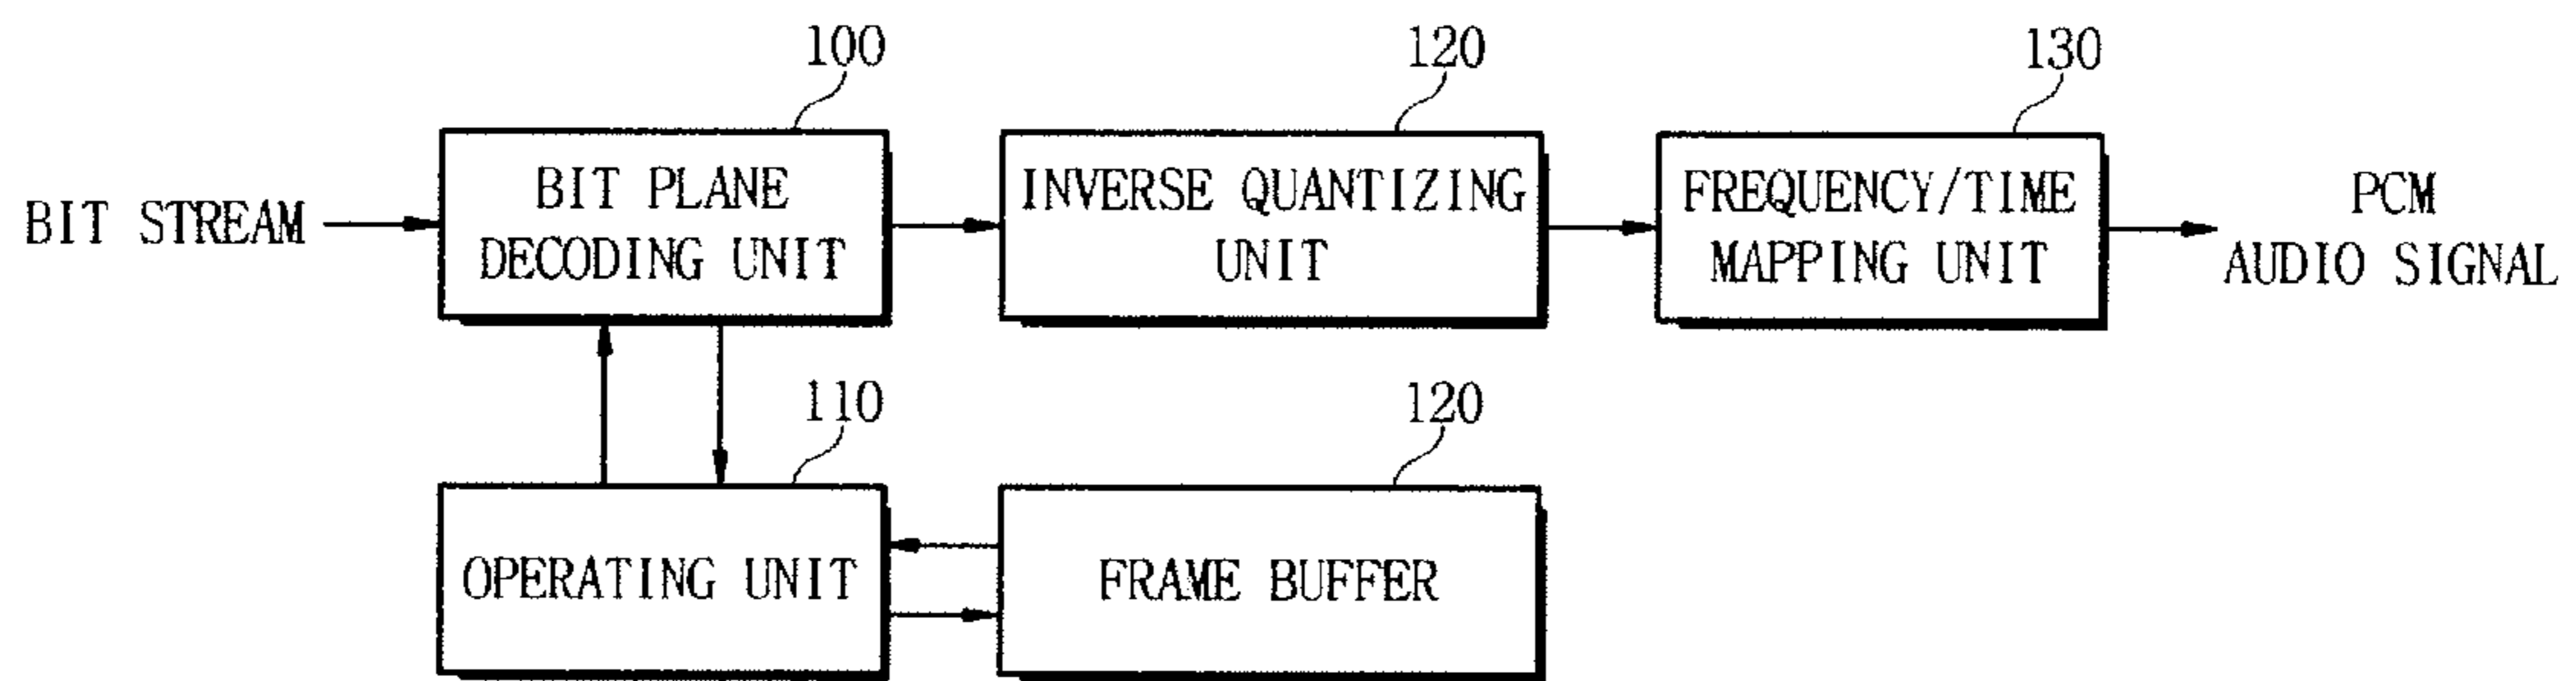 100
120
130
BIT STREAM
BIT PLANE
DECODING UNIT
INVERSE QUANTIZING
UNIT
FREQUENCY/TIME
MAPPING UNIT
PCM
AUDIO SIGNAL
110
120
OPERATING UNIT
FRAME BUFFER